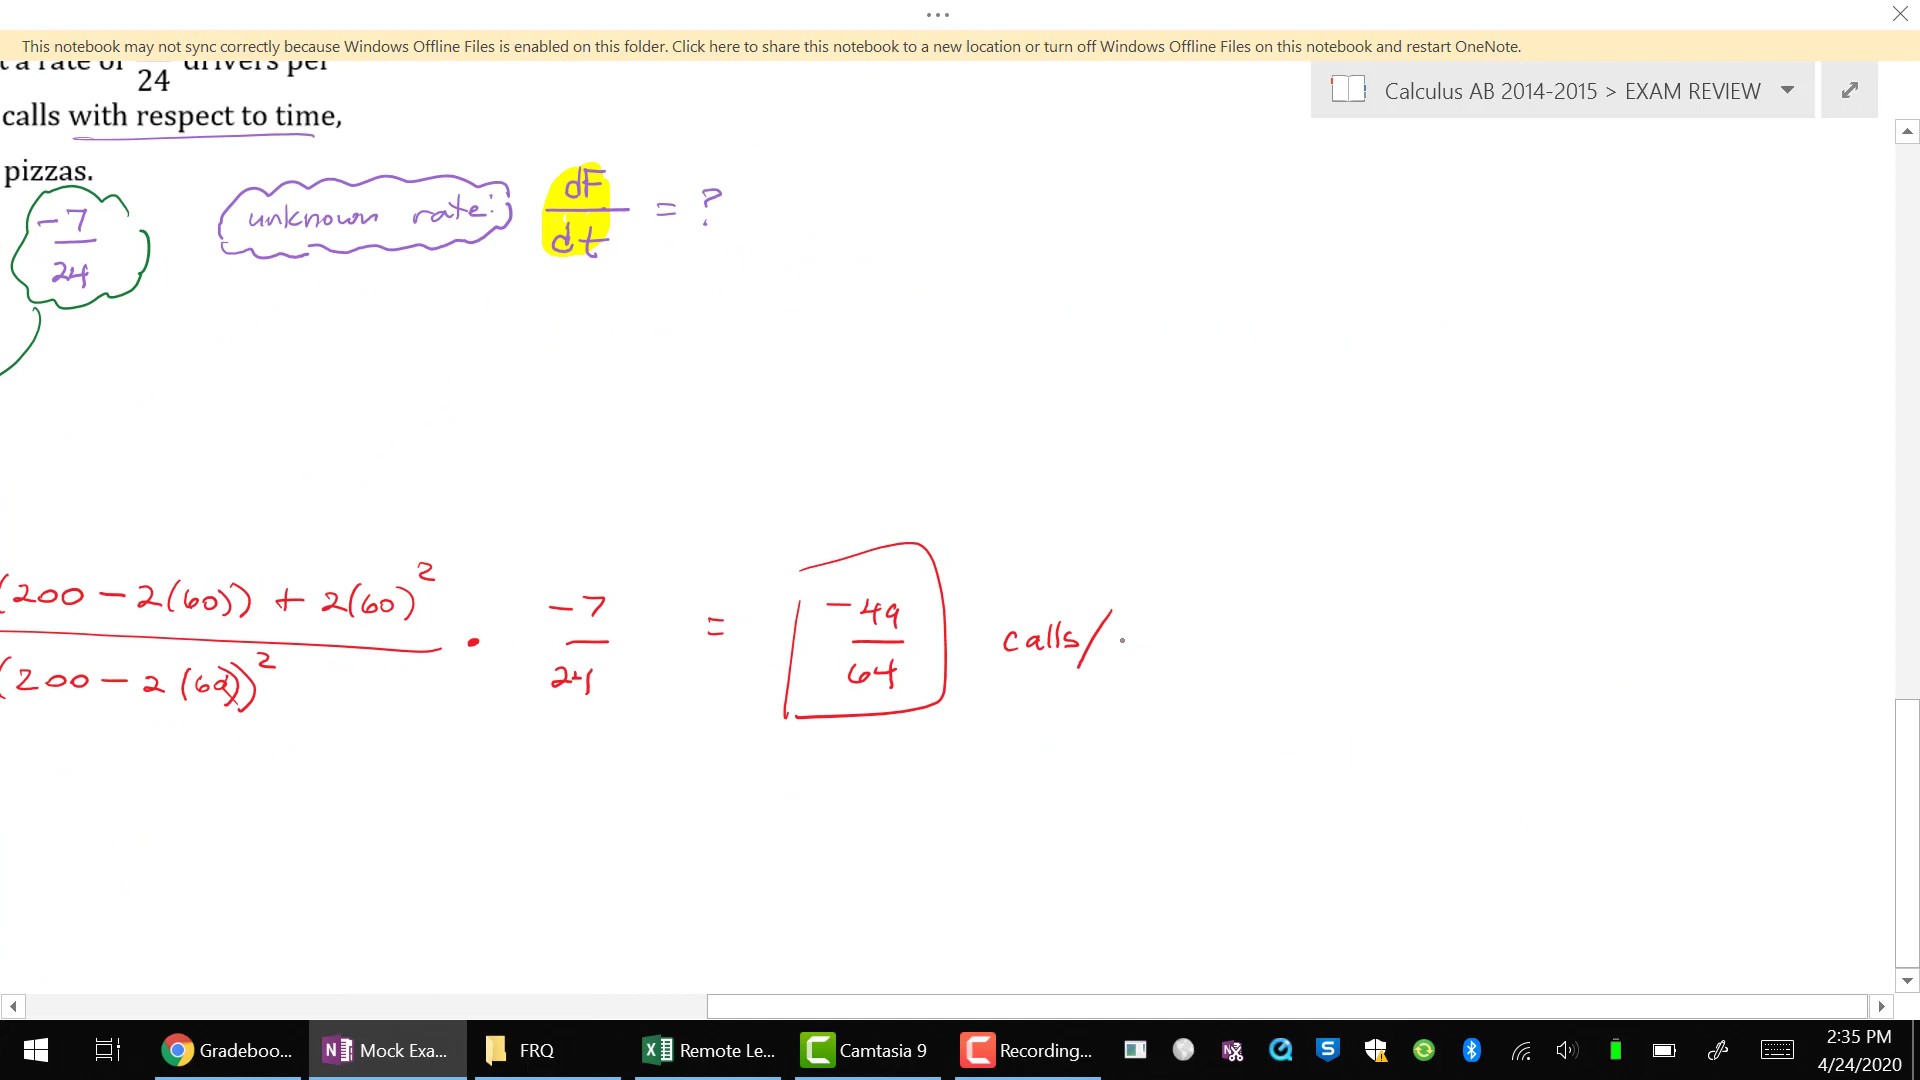 This notebook may not sync correctly because Windows Offline Files is enabled on this folder. Click here to share this notebook to a new location or turn off Windows Offline Files on this notebook and restart OneNote.
t a rate of drivers per
24
Calculus AB 2014-2015 > EXAM REVIEW
calls with respect to time,
pizzas.
-7
24
unknown rate:
dF
dt
= ?
(200 - 2(60)) + 2(60)²
(200 - 2(60))²
·
-7
24
=
-49
64
calls/
Gradeboo...
Mock Exa...
FRQ
Remote Le...
Camtasia 9
Recording...
2:35 PM
4/24/2020